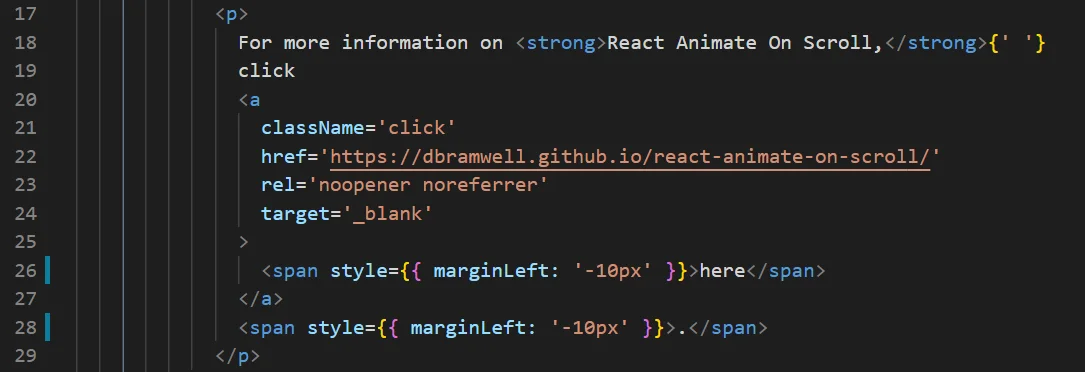 17 <p>
18 For more information on <strong>React Animate On Scroll,</strong>{' '}
19 click
20 <a
21 className='click'
22 href='https://dbramwell.github.io/react-animate-on-scroll/'
23 rel='noopener noreferrer'
24 target='_blank'
25 >
26 <span style={{ marginLeft: '-10px' }}>here</span>
27 </a>
28 <span style={{ marginLeft: '-10px' }}>.</span>
29 </p>